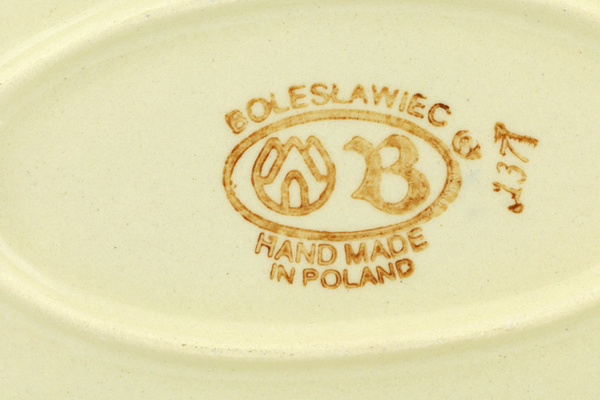 BOLESŁAWIEC ®
B
HAND MADE
IN POLAND